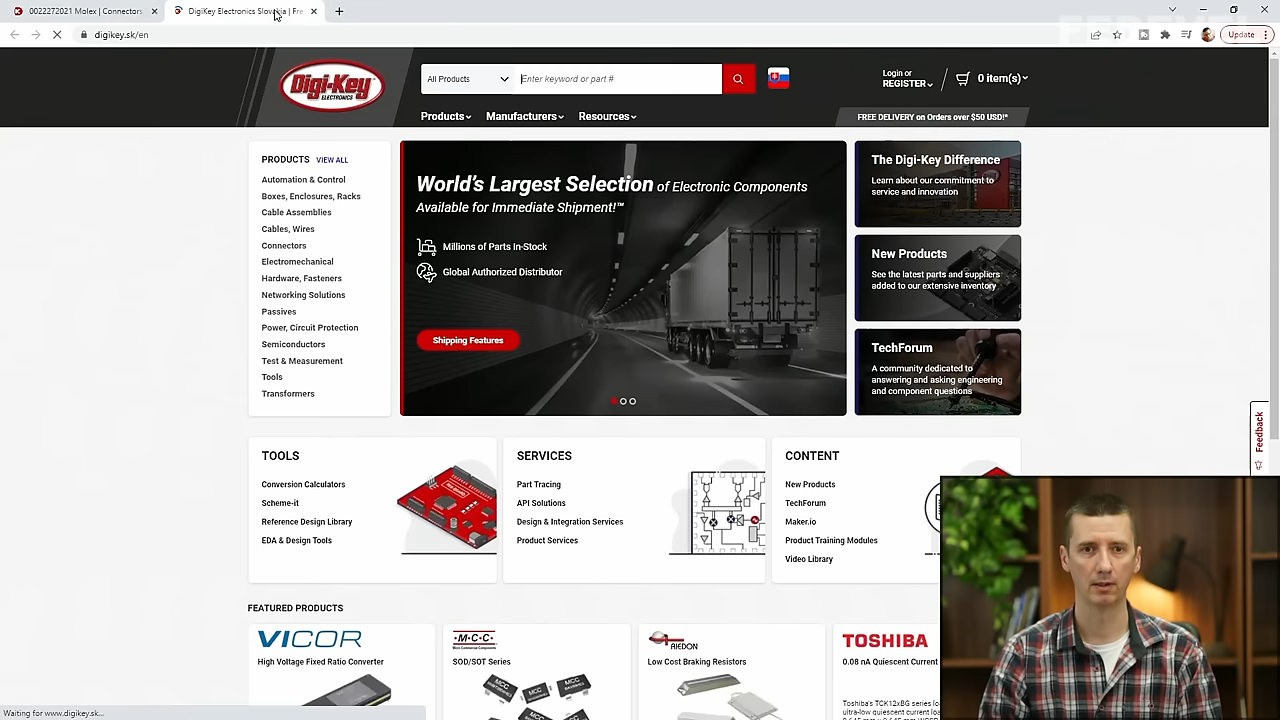 0022272021 Molex | Connectors
DigiKey Electronics Slovakia | Fre
digikey.sk/en
Update
FEDEVEL
Digi-Key
ELECTRONICS
All Products
Enter keyword or part #
Login or
REGISTER
0 item(s)
Products
Manufacturers
Resources
FREE DELIVERY on Orders over $50 USD!*
PRODUCTS VIEW ALL
Automation & Control
Boxes, Enclosures, Racks
Cable Assemblies
Cables, Wires
Connectors
Electromechanical
Hardware, Fasteners
Networking Solutions
Passives
Power, Circuit Protection
Semiconductors
Test & Measurement
Tools
Transformers
World's Largest Selection of Electronic Components
Available for Immediate Shipment!™
Millions of Parts In-Stock
Global Authorized Distributor
Shipping Features
The Digi-Key Difference
Learn about our commitment to
service and innovation
New Products
See the latest parts and suppliers
added to our extensive inventory
TechForum
A community dedicated to
answering and asking engineering
and component questions
Feedback
TOOLS
Conversion Calculators
Scheme-it
Reference Design Library
EDA & Design Tools
SERVICES
Part Tracing
API Solutions
Design & Integration Services
Product Services
CONTENT
New Products
TechForum
Maker.io
Product Training Modules
Video Library
FEATURED PRODUCTS
VICOR
High Voltage Fixed Ratio Converter
·M·C·C·
Micro Commercial Components
SOD/SOT Series
RIEDON
Low Cost Braking Resistors
TOSHIBA
0.08 nA Quiescent Current
Toshiba's TCK12xBG series lo
ultra-low quiescent current loa
Waiting for www.digikey.sk...